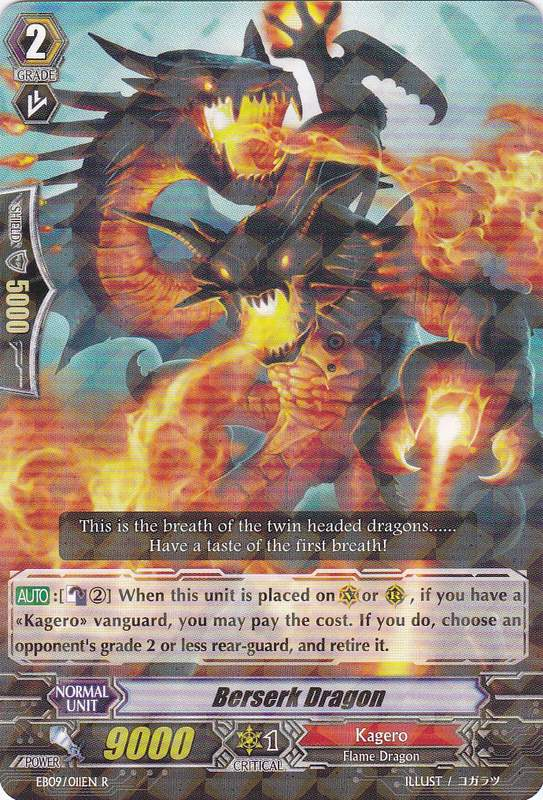 2
GRADE
SHIELD
5000
This is the breath of the twin headed dragons......
Have a taste of the first breath!
AUTO:[②] When this unit is placed on V or R, if you have a
«Kagero» vanguard, you may pay the cost. If you do, choose an
opponent's grade 2 or less rear-guard, and retire it.
NORMAL
UNIT
Berserk Dragon
POWER
9000
1
CRITICAL
Kagero
Flame Dragon
EB09/011EN R
ILLUST / コガラツ